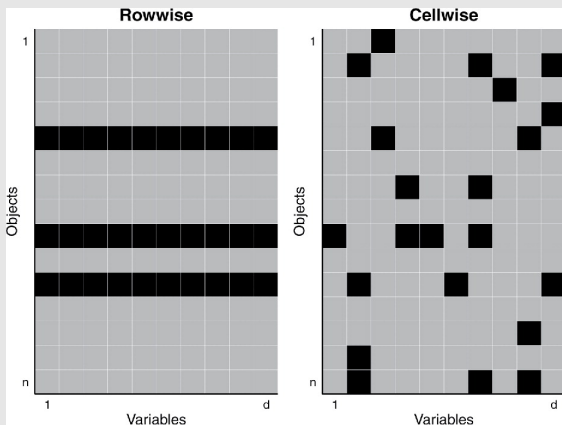 Rowwise
Cellwise
1
Objects
n
1
d
Variables
1
Objects
n
1
d
Variables